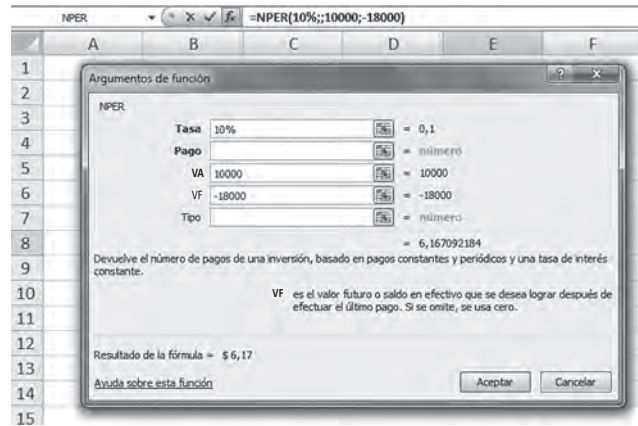 NPER
=NPER(10%;;10000;-18000)
A B C D E F
1
2
3
4
5
6
7
8
9
10
11
12
13
14
15
Argumentos de función
NPER
Tasa 10% = 0,1
Pago = número
VA 10000 = 10000
VF -18000 = -18000
Tipo = número
= 6,167092184
Devuelve el número de pagos de una inversión, basado en pagos constantes y periódicos y una tasa de interés
constante.
VF es el valor futuro o saldo en efectivo que se desea lograr después de
efectuar el último pago. Si se omite, se usa cero.
Resultado de la fórmula = $ 6,17
Ayuda sobre esta función
Aceptar Cancelar